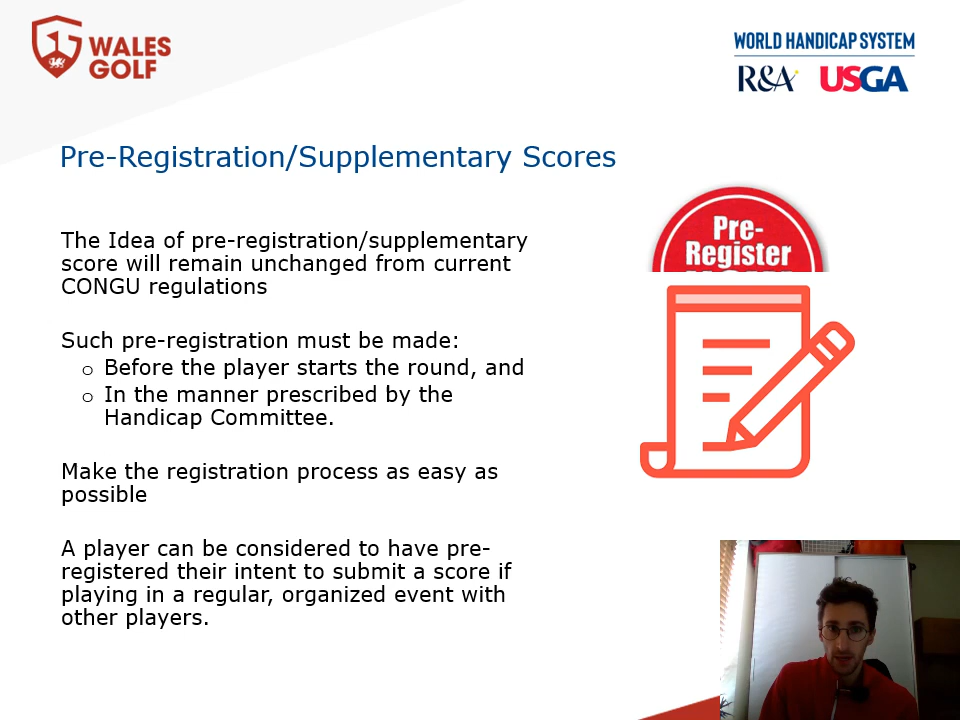 WALES
GOLF
WORLD HANDICAP SYSTEM
R&A USGA
Pre-Registration/Supplementary Scores
The Idea of pre-registration/supplementary
score will remain unchanged from current
CONGU regulations
Such pre-registration must be made:
o Before the player starts the round, and
o In the manner prescribed by the
Handicap Committee.
Make the registration process as easy as
possible
A player can be considered to have pre-
registered their intent to submit a score if
playing in a regular, organized event with
other players.
Pre-
Register